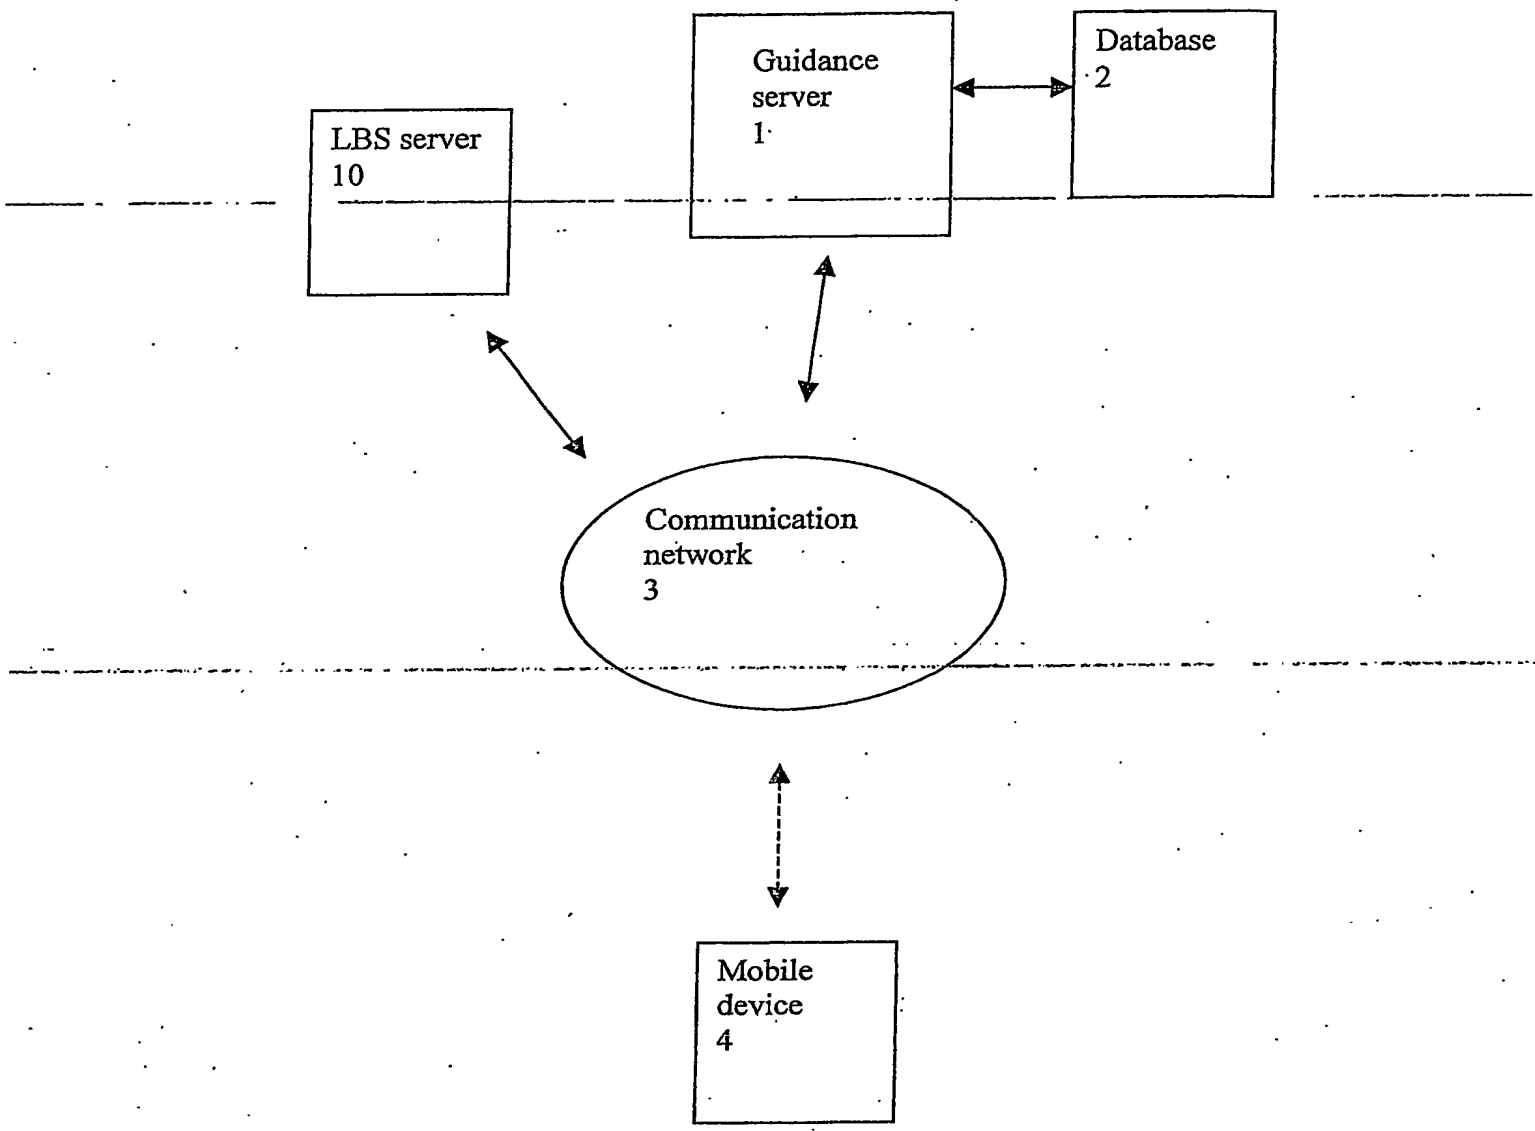 Guidance
server
1
Database
2
LBS server
10
Communication
network
3
Mobile
device
4